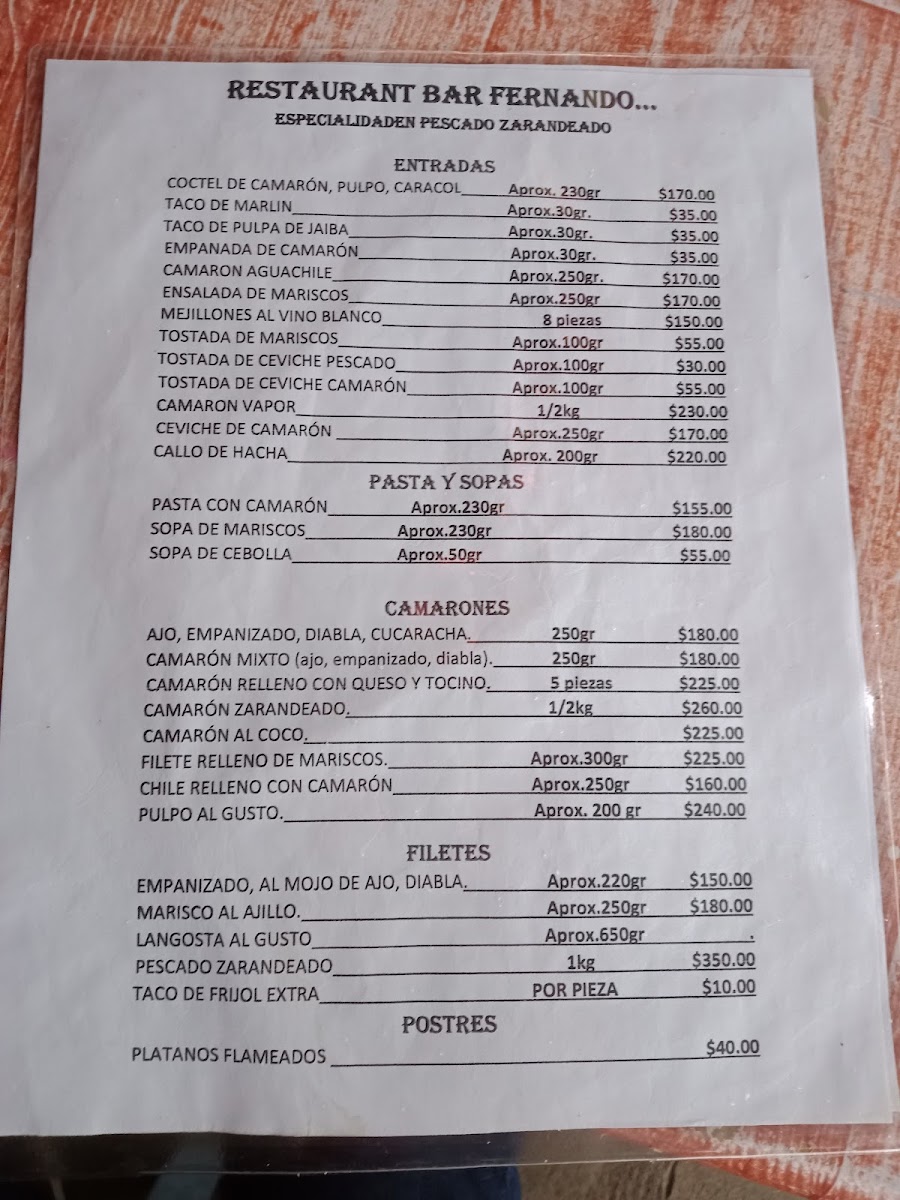 RESTAURANT BAR FERNANDO...
ESPECIALIDADEN PESCADO ZARANDEADO
ENTRADAS
COCTEL DE CAMARÓN, PULPO, CARACOL Aprox. 230gr $170.00
TACO DE MARLIN Aprox.30gr. $35.00
TACO DE PULPA DE JAIBA Aprox.30gr. $35.00
EMPANADA DE CAMARÓN Aprox.30gr. $35.00
CAMARON AGUACHILE Aprox.250gr. $170.00
ENSALADA DE MARISCOS Aprox.250gr $170.00
MEJILLONES AL VINO BLANCO 8 piezas $150.00
TOSTADA DE MARISCOS Aprox.100gr $55.00
TOSTADA DE CEVICHE PESCADO Aprox.100gr $30.00
TOSTADA DE CEVICHE CAMARÓN Aprox.100gr $55.00
CAMARON VAPOR 1/2kg $230.00
CEVICHE DE CAMARÓN Aprox.250gr $170.00
CALLO DE HACHA Aprox. 200gr $220.00
PASTA Y SOPAS
PASTA CON CAMARÓN Aprox.230gr $155.00
SOPA DE MARISCOS Aprox.230gr $180.00
SOPA DE CEBOLLA Aprox.50gr $55.00
CAMARONES
AJO, EMPANIZADO, DIABLA, CUCARACHA. 250gr $180.00
CAMARÓN MIXTO (ajo, empanizado, diabla). 250gr $180.00
CAMARÓN RELLENO CON QUESO Y TOCINO. 5 piezas $225.00
CAMARÓN ZARANDEADO. 1/2kg $260.00
CAMARÓN AL COCO. $225.00
FILETE RELLENO DE MARISCOS. Aprox.300gr $225.00
CHILE RELLENO CON CAMARÓN Aprox.250gr $160.00
PULPO AL GUSTO. Aprox. 200 gr $240.00
FILETES
EMPANIZADO, AL MOJO DE AJO, DIABLA. Aprox.220gr $150.00
MARISCO AL AJILLO. Aprox.250gr $180.00
LANGOSTA AL GUSTO Aprox.650gr .
PESCADO ZARANDEADO 1kg $350.00
TACO DE FRIJOL EXTRA POR PIEZA $10.00
POSTRES
PLATANOS FLAMEADOS $40.00